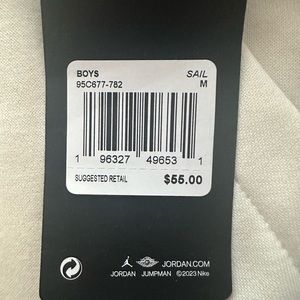 BOYS SAIL
95C677-782 M
1 96327 49653 1
SUGGESTED RETAIL $55.00
JORDAN.COM
JORDAN JUMPMAN ©2023 Nike